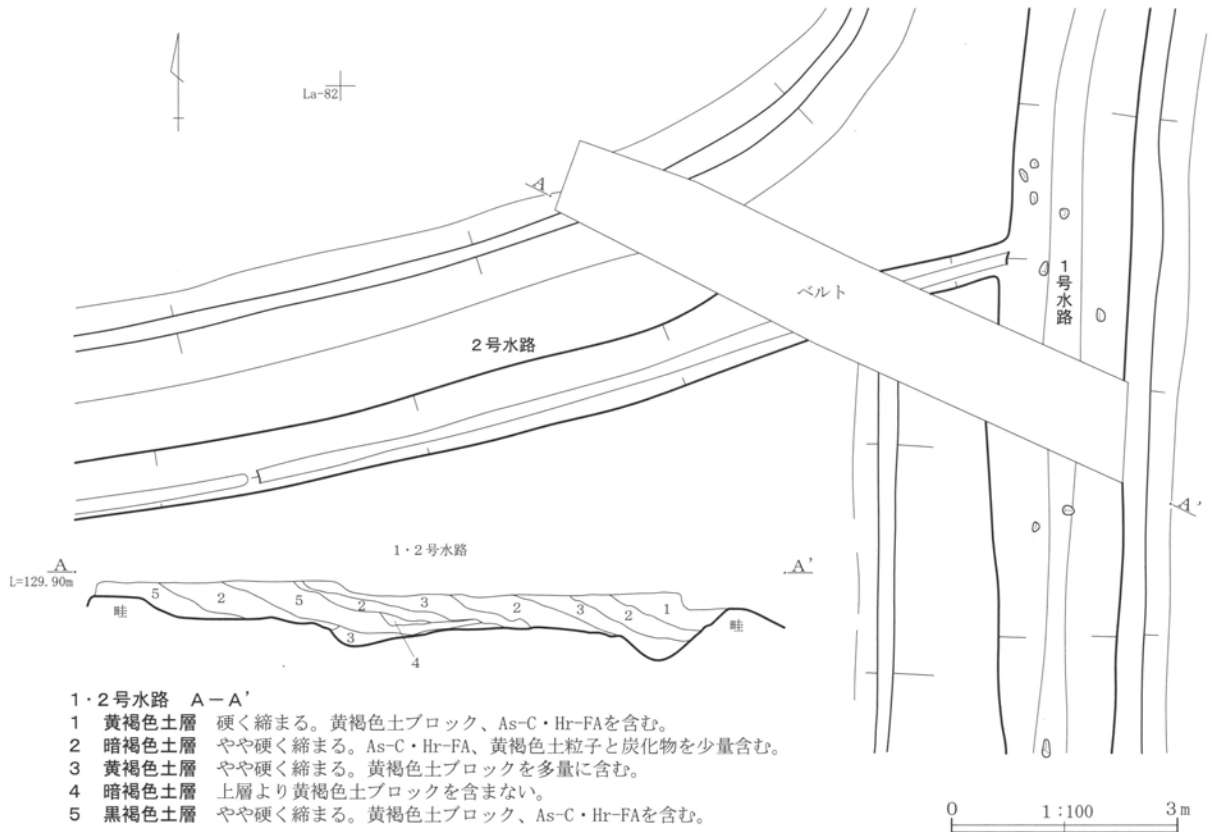 La-82
A
ベルト
1号水路
2号水路
A'
1・2号水路
A
L=129.90m
A'
5
2
5
2
3
2
3
2
1
畦
3
4
畦
1・2号水路 A-A'
1 黄褐色土層 硬く締まる。黄褐色土ブロック、As-C・Hr-FAを含む。
2 暗褐色土層 やや硬く締まる。As-C・Hr-FA、黄褐色土粒子と炭化物を少量含む。
3 黄褐色土層 やや硬く締まる。黄褐色土ブロックを多量に含む。
4 暗褐色土層 上層より黄褐色土ブロックを含まない。
5 黒褐色土層 やや硬く締まる。黄褐色土ブロック、As-C・Hr-FAを含む。
0 1:100 3m